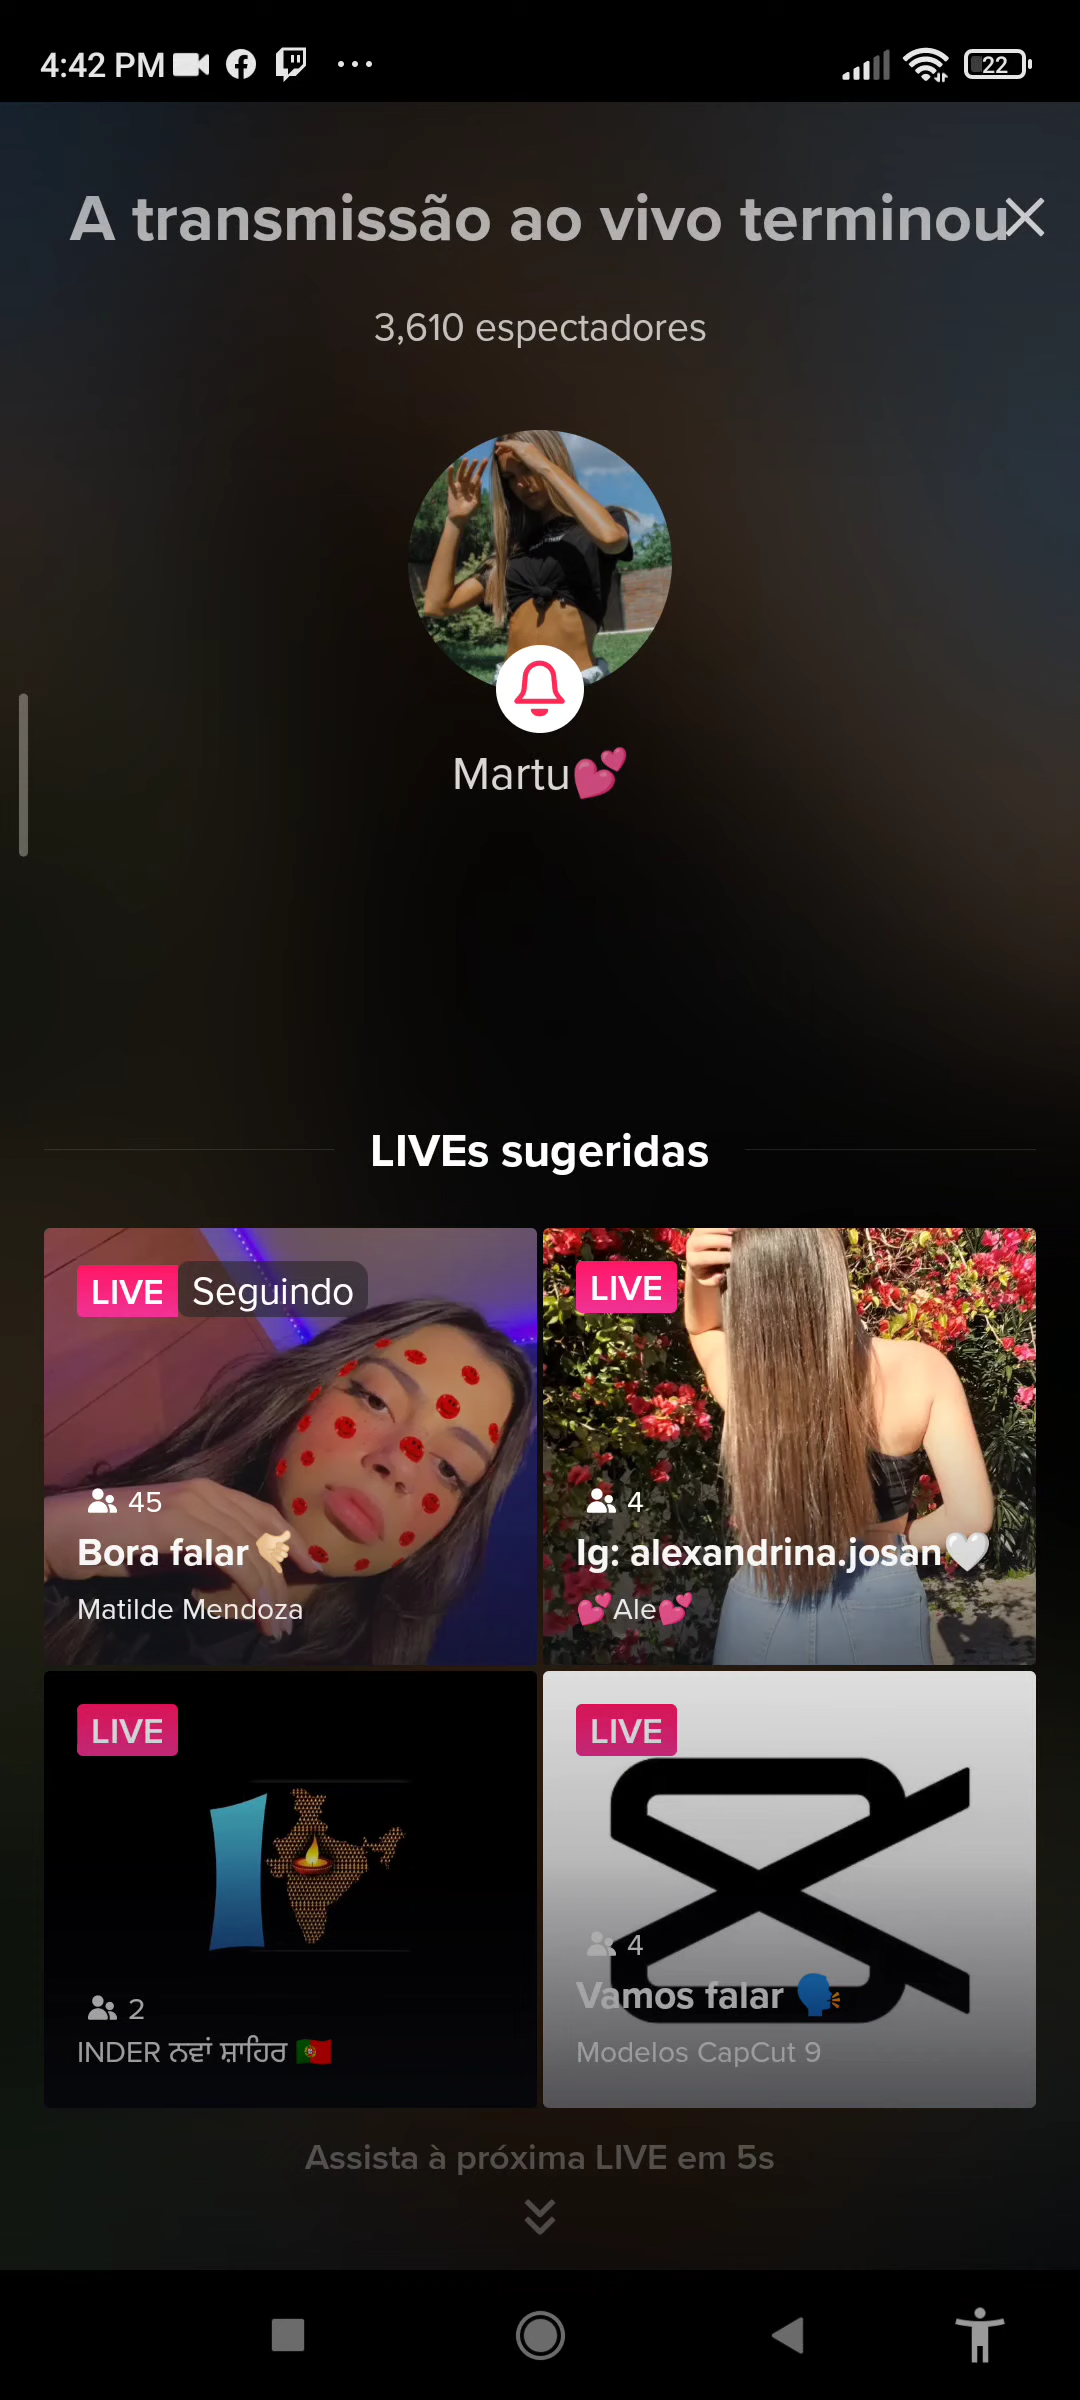 4:42 PM
22
A transmissão ao vivo terminou
3,610 espectadores
Martu💕
LIVEs sugeridas
LIVE Seguindo
45
Bora falar 🤙🏻
Matilde Mendoza
LIVE
4
Ig: alexandrina.josan🤍
💕Ale💕
LIVE
2
INDER ਨਵਾਂ ਸ਼ਾਹਿਰ 🇵🇹
LIVE
4
Vamos falar 🗣️
Modelos CapCut 9
Assista à próxima LIVE em 5s